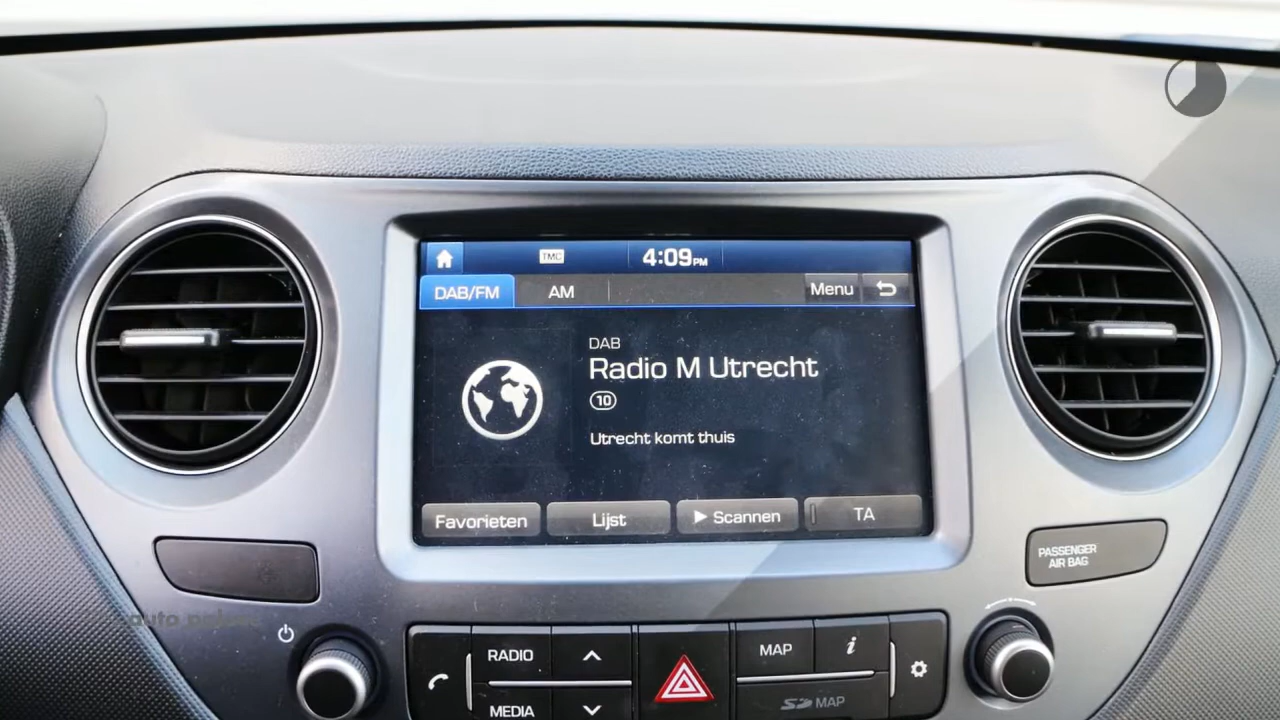 TMC
4:09PM
DAB/FM
AM
Menu
DAB
Radio M Utrecht
10
Utrecht komt thuis
Favorieten
Lijst
Scannen
TA
PASSENGER
AIR BAG
RADIO
MAP
i
MEDIA
SD MAP